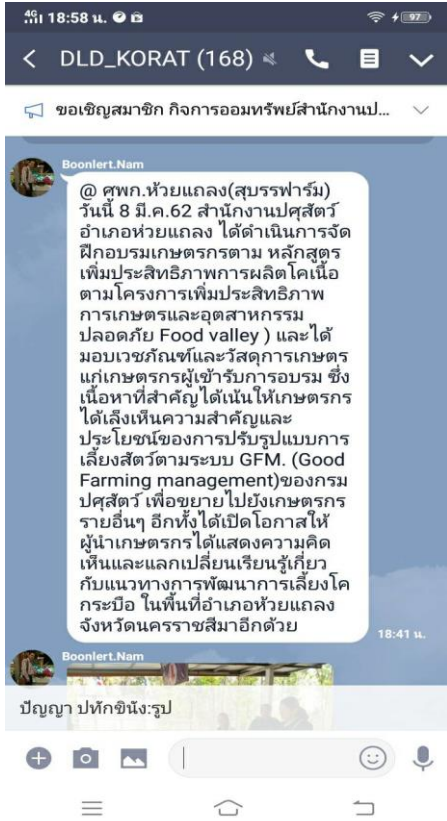 4G 18:58 น. 97
DLD_KORAT (168)
ขอเชิญสมาชิก กิจการออมทรัพย์สำนักงานป...
Boonlert.Nam
@ ศพก.ห้วยแถลง(สุบรรฟาร์ม)
วันนี้ 8 มี.ค.62 สำนักงานปศุสัตว์
อำเภอห่วยแถลง ได้ดำเนินการจัด
ฝึกอบรมเกษตรกรตาม หลักสูตร
เพิ่มประสิทธิภาพการผลิตโคเนื้อ
ตามโครงการเพิ่มประสิทธิภาพ
การเกษตรและอุตสาหกรรม
ปลอดภัย Food valley ) และได้
มอบเวชภัณฑ์และวัสดุการเกษตร
แก่เกษตรกรผู้เข้ารับการอบรม ซึ่ง
เนื้อหาที่สำคัญได้เน้นให้เกษตรกร
ได้เล็งเห็นความสำคัญและ
ประโยชน์ของการปรับรูปแบบการ
เลี้ยงสัตว์ตามระบบ GFM. (Good
Farming management)ของกรม
ปศุสัตว์ เพื่อขยายไปยังเกษตรกร
รายอื่นๆ อีกทั้งได้เปิดโอกาสให้
ผู้นำเกษตรกรได้แสดงความคิด
เห็นและแลกเปลี่ยนเรียนรู้เกี่ยว
กับแนวทางการพัฒนาการเลี้ยงโค
กระบือ ในพื้นที่อำเภอห้วยแถลง
จังหวัดนครราชสีมาอีกด้วย
18:41 น.
Boonlert.Nam
ปัญญา ปทักขินัง:รูป